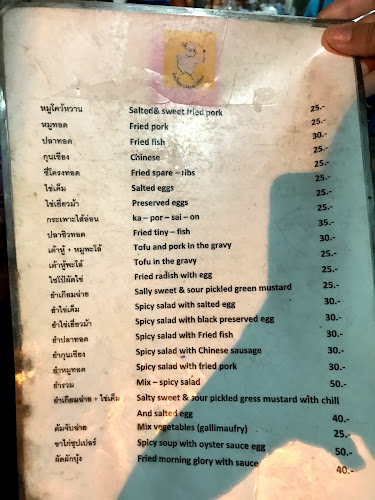 หมูโคว้หวาน Salted& sweet fried pork 25.-
หมูทอด Fried pork 25.-
ปลาทอด Fried fish 30.-
กุนเชียง Chinese 25.-
ซี่โครงทอด Fried spare – ribs 25.-
ไข่เค็ม Salted eggs 25.-
ไข่เยี่ยวม้า Preserved eggs 25.-
กระเพาะไส้อ่อน ka – por – sai – on 35.-
ปลาซิวทอด Fried tiny – fish 30.-
เต้าหู้ + หมูพะโล้ Tofu and pork in the gravy 25.-
เต้าหู้พะโล้ Tofu in the gravy 25.-
ไชโป๊ผัดไข่ Fried radish with egg 25.-
ยำเกี๊ยมฉ่าย Sally sweet & sour pickled green mustard 25.-
ยำไข่เค็ม Spicy salad with salted egg 30.-
ยำไข่เยี่ยวม้า Spicy salad with black preserved egg 30.-
ยำปลาทอด Spicy salad with Fried fish 30.-
ยำกุนเชียง Spicy salad with Chinese sausage 30.-
ยำหมูทอด Spicy salad with fried pork 30.-
ยำรวม Mix – spicy salad 50.-
ยำเกี๊ยมฉ่าย + ไข่เค็ม Salty sweet & sour pickled gress mustard with chill
And salted egg 40.-
ต้มจับฉ่าย Mix vegetables (gallimaufry) 25.-
ขาไก่ซุปเปอร์ Spicy soup with oyster sauce egg 50.-
ผัดผักบุ้ง Fried morning glory with sauce 40.-